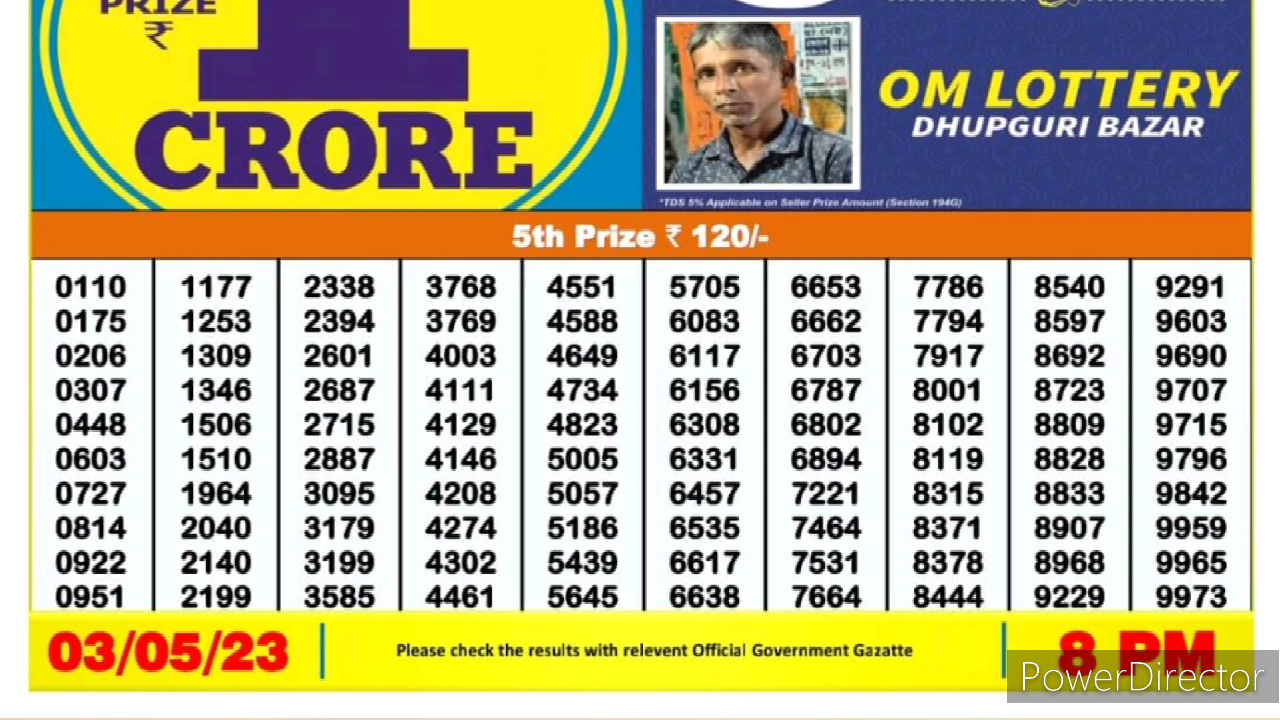 PRIZE
₹ 1
CRORE
OM LOTTERY
DHUPGURI BAZAR
*TDS 5% Applicable on Seller Prize Amount (Section 194G)
5th Prize ₹ 120/-
0110 1177 2338 3768 4551 5705 6653 7786 8540 9291
0175 1253 2394 3769 4588 6083 6662 7794 8597 9603
0206 1309 2601 4003 4649 6117 6703 7917 8692 9690
0307 1346 2687 4111 4734 6156 6787 8001 8723 9707
0448 1506 2715 4129 4823 6308 6802 8102 8809 9715
0603 1510 2887 4146 5005 6331 6894 8119 8828 9796
0727 1964 3095 4208 5057 6457 7221 8315 8833 9842
0814 2040 3179 4274 5186 6535 7464 8371 8907 9959
0922 2140 3199 4302 5439 6617 7531 8378 8968 9965
0951 2199 3585 4461 5645 6638 7664 8444 9229 9973
03/05/23 Please check the results with relevent Official Government Gazatte 8 PM
PowerDirector